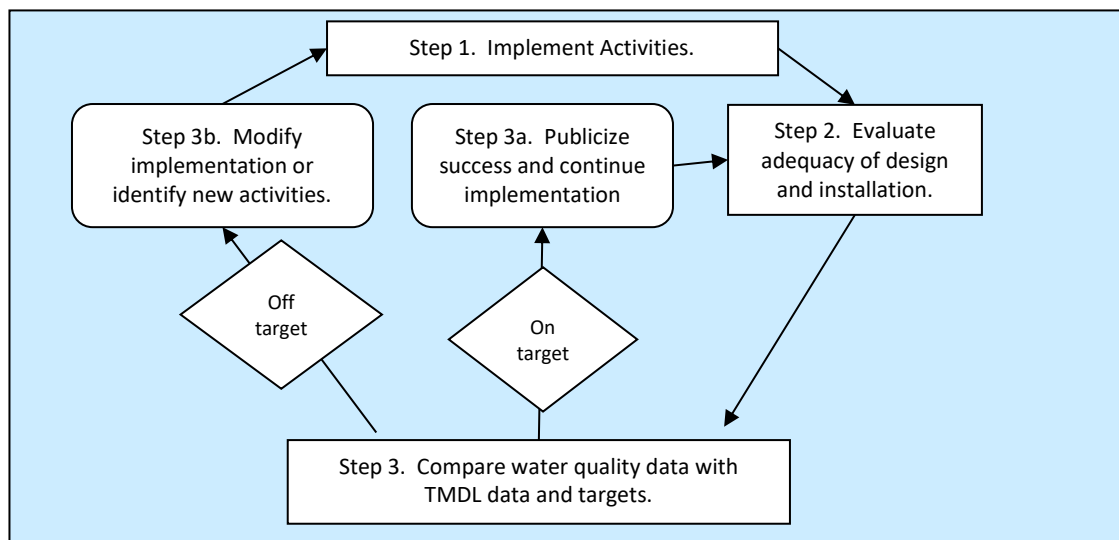 Step 1.  Implement Activities.
Step 3b.  Modify
implementation or
identify new activities.
Step 3a.  Publicize
success and continue
implementation
Step 2.  Evaluate
adequacy of design
and installation.
Off
target
On
target
Step 3.  Compare water quality data with
TMDL data and targets.